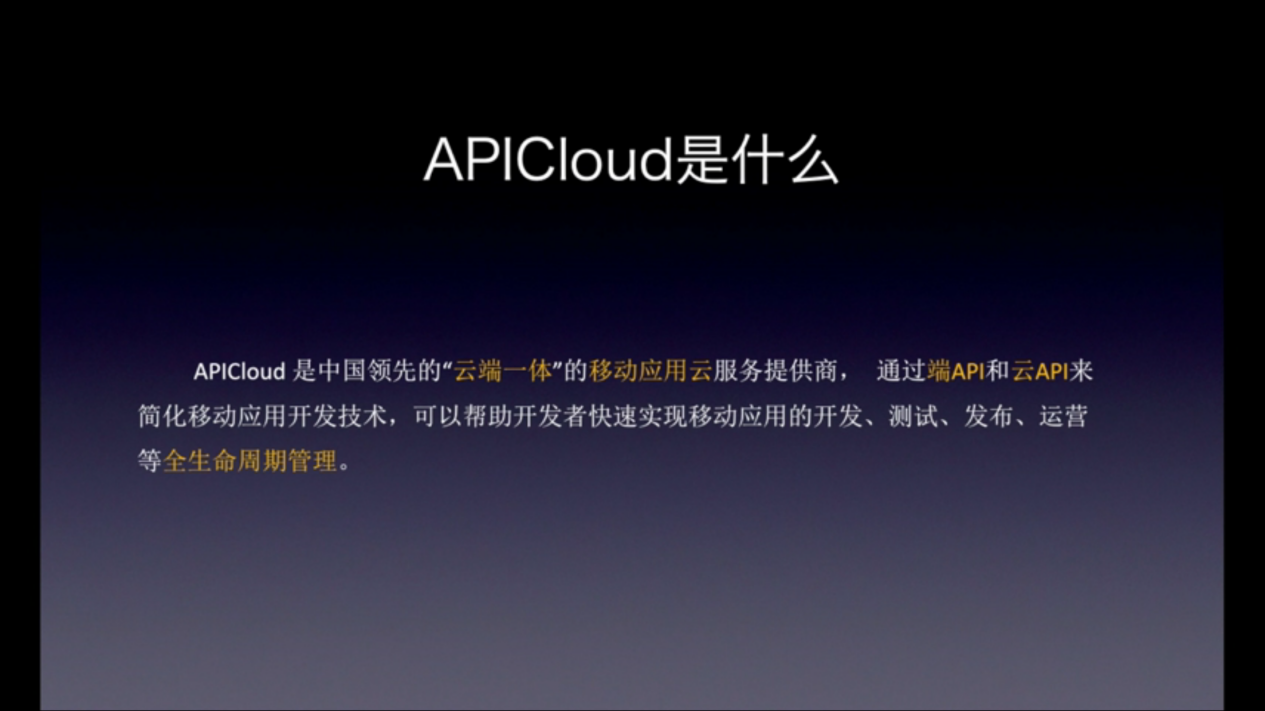 APICloud是什么
APICloud 是中国领先的“云端一体”的移动应用云服务提供商， 通过端API和云API来
简化移动应用开发技术，可以帮助开发者快速实现移动应用的开发、测试、发布、运营
等全生命周期管理。